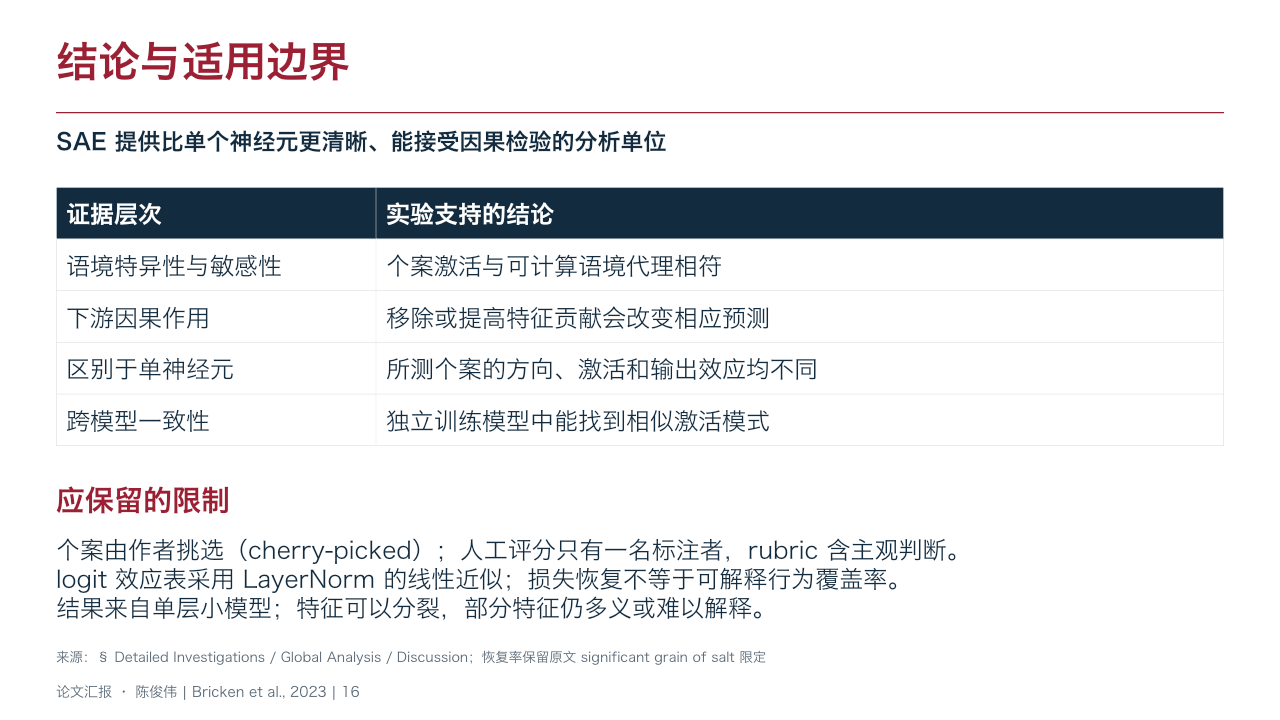 结论与适用边界
SAE 提供比单个神经元更清晰、能接受因果检验的分析单位
证据层次 实验支持的结论
语境特异性与敏感性 个案激活与可计算语境代理相符
下游因果作用 移除或提高特征贡献会改变相应预测
区别于单神经元 所测个案的方向、激活和输出效应均不同
跨模型一致性 独立训练模型中能找到相似激活模式
应保留的限制
个案由作者挑选（cherry-picked）；人工评分只有一名标注者，rubric 含主观判断。
logit 效应表采用 LayerNorm 的线性近似；损失恢复不等于可解释行为覆盖率。
结果来自单层小模型；特征可以分裂，部分特征仍多义或难以解释。
来源：§ Detailed Investigations / Global Analysis / Discussion；恢复率保留原文 significant grain of salt 限定
论文汇报 · 陈俊伟 | Bricken et al., 2023 | 16